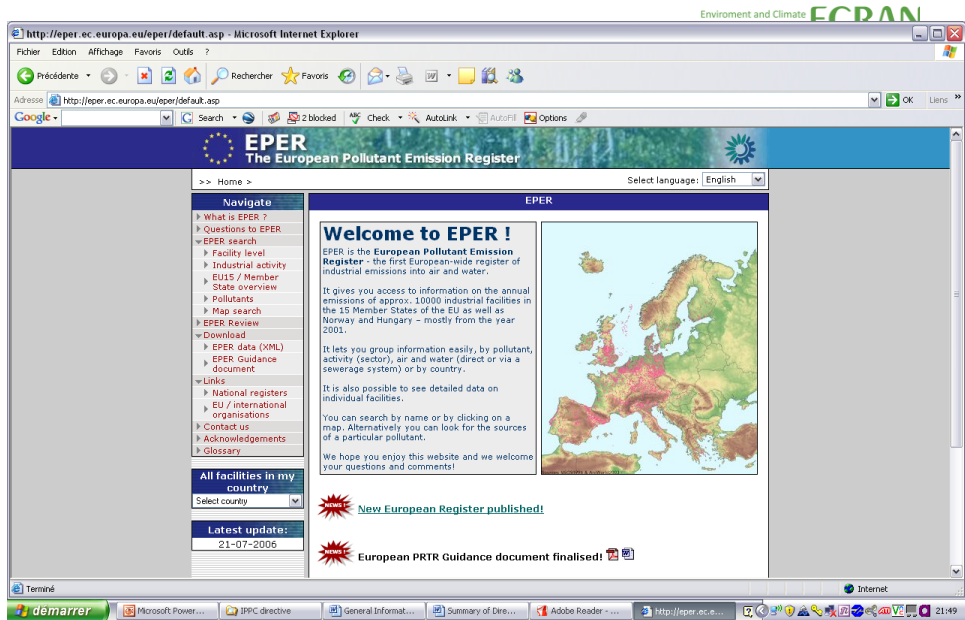 Enviroment and Climate ECRAN
http://eper.ec.europa.eu/eper/default.asp - Microsoft Internet Explorer
Fichier Edition Affichage Favoris Outils ?
Précédente Rechercher Favoris
Adresse http://eper.ec.europa.eu/eper/default.asp OK Liens »
Google Search 2 blocked Check AutoLink AutoFill Options
EPER
The European Pollutant Emission Register
>> Home > Select language: English
Navigate
What is EPER ?
Questions to EPER
EPER search
Facility level
Industrial activity
EU15 / Member
State overview
Pollutants
Map search
EPER Review
Download
EPER data (XML)
EPER Guidance
document
Links
National registers
EU / international
organisations
Contact us
Acknowledgements
Glossary
All facilities in my
country
Select country
Latest update:
21-07-2006
EPER
Welcome to EPER !
EPER is the European Pollutant Emission
Register - the first European-wide register of
industrial emissions into air and water.
It gives you access to information on the annual
emissions of approx. 10000 industrial facilities in
the 15 Member States of the EU as well as
Norway and Hungary – mostly from the year
2001.
It lets you group information easily, by pollutant,
activity (sector), air and water (direct or via a
sewerage system) or by country.
It is also possible to see detailed data on
individual facilities.
You can search by name or by clicking on a
map. Alternatively you can look for the sources
of a particular pollutant.
We hope you enjoy this website and we welcome
your questions and comments!
NEWS! New European Register published!
NEWS! European PRTR Guidance document finalised!
Terminé Internet
démarrer Microsoft Power... IPPC directive General Informat... Summary of Dire... Adobe Reader - ... http://eper.ec.e... 21:49